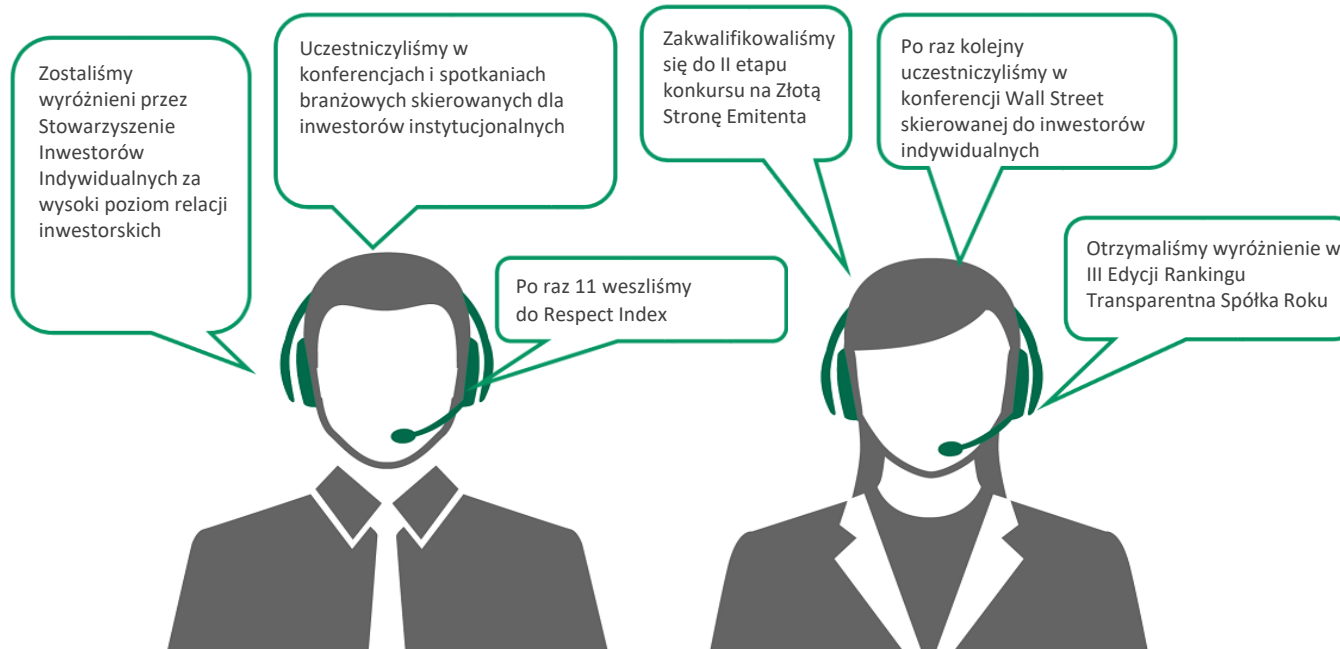 Zostaliśmy
wyróżnieni przez
Stowarzyszenie
Inwestorów
Indywidualnych za
wysoki poziom relacji
inwestorskich
Uczestniczyliśmy w
konferencjach i spotkaniach
branżowych skierowanych dla
inwestorów instytucjonalnych
Po raz 11 weszliśmy
do Respect Index
Zakwalifikowaliśmy
się do II etapu
konkursu na Złotą
Stronę Emitenta
Po raz kolejny
uczestniczyliśmy w
konferencji Wall Street
skierowanej do inwestorów
indywidualnych
Otrzymaliśmy wyróżnienie w
III Edycji Rankingu
Transparentna Spółka Roku